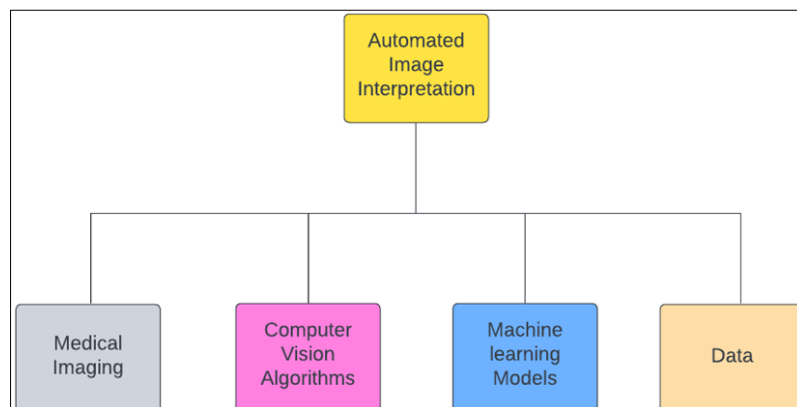 Automated
Image
Interpretation
Medical
Imaging
Computer
Vision
Algorithms
Machine
learning
Models
Data